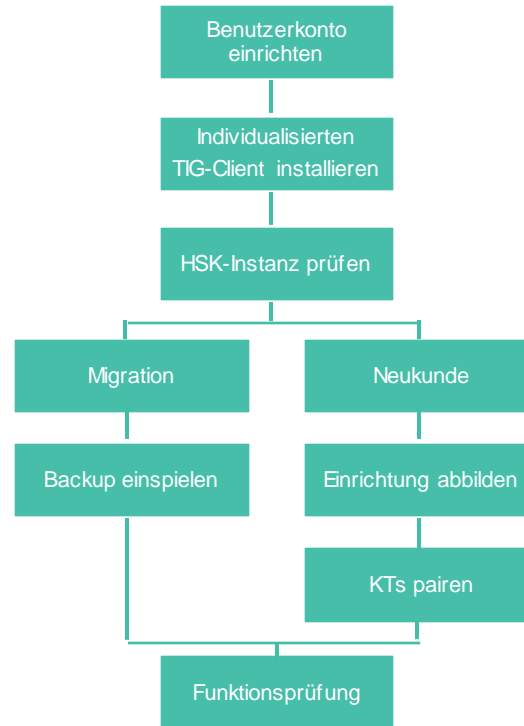 Benutzerkonto
einrichten
Individualisierten
TIG-Client installieren
HSK-Instanz prüfen
Migration
Neukunde
Backup einspielen
Einrichtung abbilden
KTs pairen
Funktionsprüfung